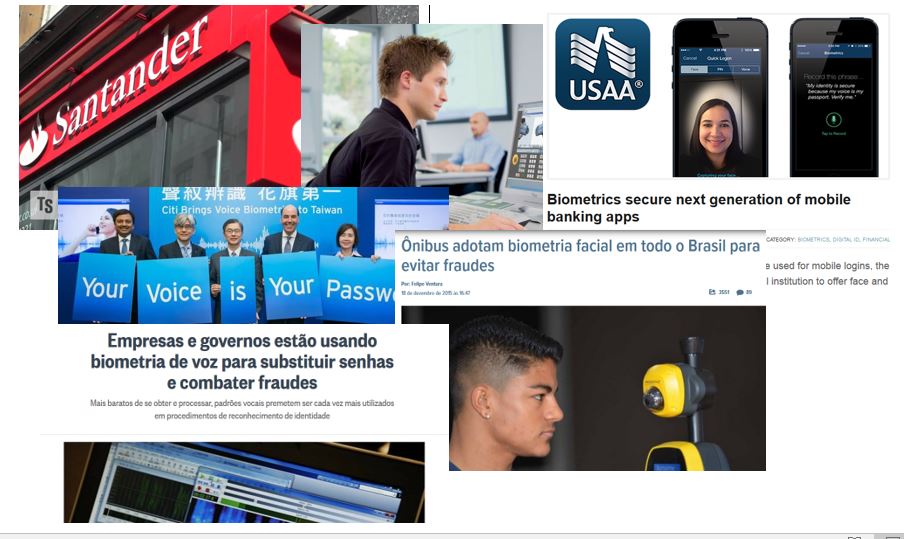 Santander
Ts
USAA®
Cancel Quick Logon
Face PIN Voice
Capturing your face...
Cancel Biometrics
Record this phrase...
"My identity is secure
because my voice is my
passport. Verify me."
Tap to Record
Biometrics secure next generation of mobile
banking apps
CATEGORY: BIOMETRICS, DIGITAL ID, FINANCIAL
used for mobile logins, the
institution to offer face and
聲紋辨識 花旗第一
Citi Brings Voice Biometrics to Taiwan
Your Voice is Your Passw
Ônibus adotam biometria facial em todo o Brasil para
evitar fraudes
Por: Felipe Ventura
18 de dezembro de 2015 às 16:47
3551 89
Empresas e governos estão usando
biometria de voz para substituir senhas
e combater fraudes
Mais baratos de se obter e processar, padrões vocais prometem ser cada vez mais utilizados
em procedimentos de reconhecimento de identidade